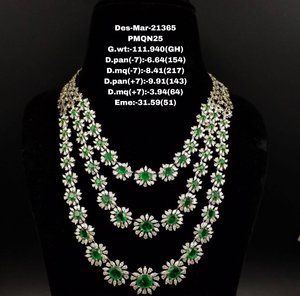 Des-Mar-21365
PMQN25
G.wt:-111.940(GH)
D.pan(-7):-6.64(154)
D.mq(-7):-8.41(217)
D.pan(+7):-9.91(143)
D.mq(+7):-3.94(64)
Eme:-31.59(51)